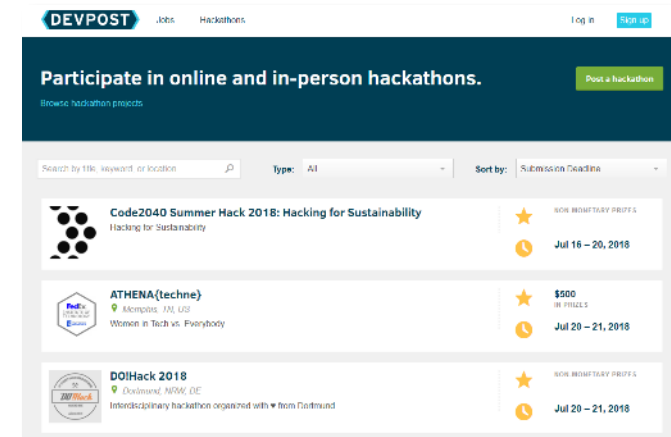 DEVPOST Jobs Hackathons Log in Sign up
Participate in online and in-person hackathons.
Post a hackathon
Browse hackathon projects
Search by title, keyword, or location Type: All Sort by: Submission Deadline
Code2040 Summer Hack 2018: Hacking for Sustainability
Hacking for Sustainability
NON MONETARY PRIZES
Jul 16 – 20, 2018
FedEx
ATHENA{techne}
Memphis, TN, US
Women in Tech vs. Everybody
$500
IN PRIZES
Jul 20 – 21, 2018
DO!Hack
DO!Hack 2018
Dortmund, NRW, DE
Interdisciplinary hackathon organized with ♥ from Dortmund
NON MONETARY PRIZES
Jul 20 – 21, 2018